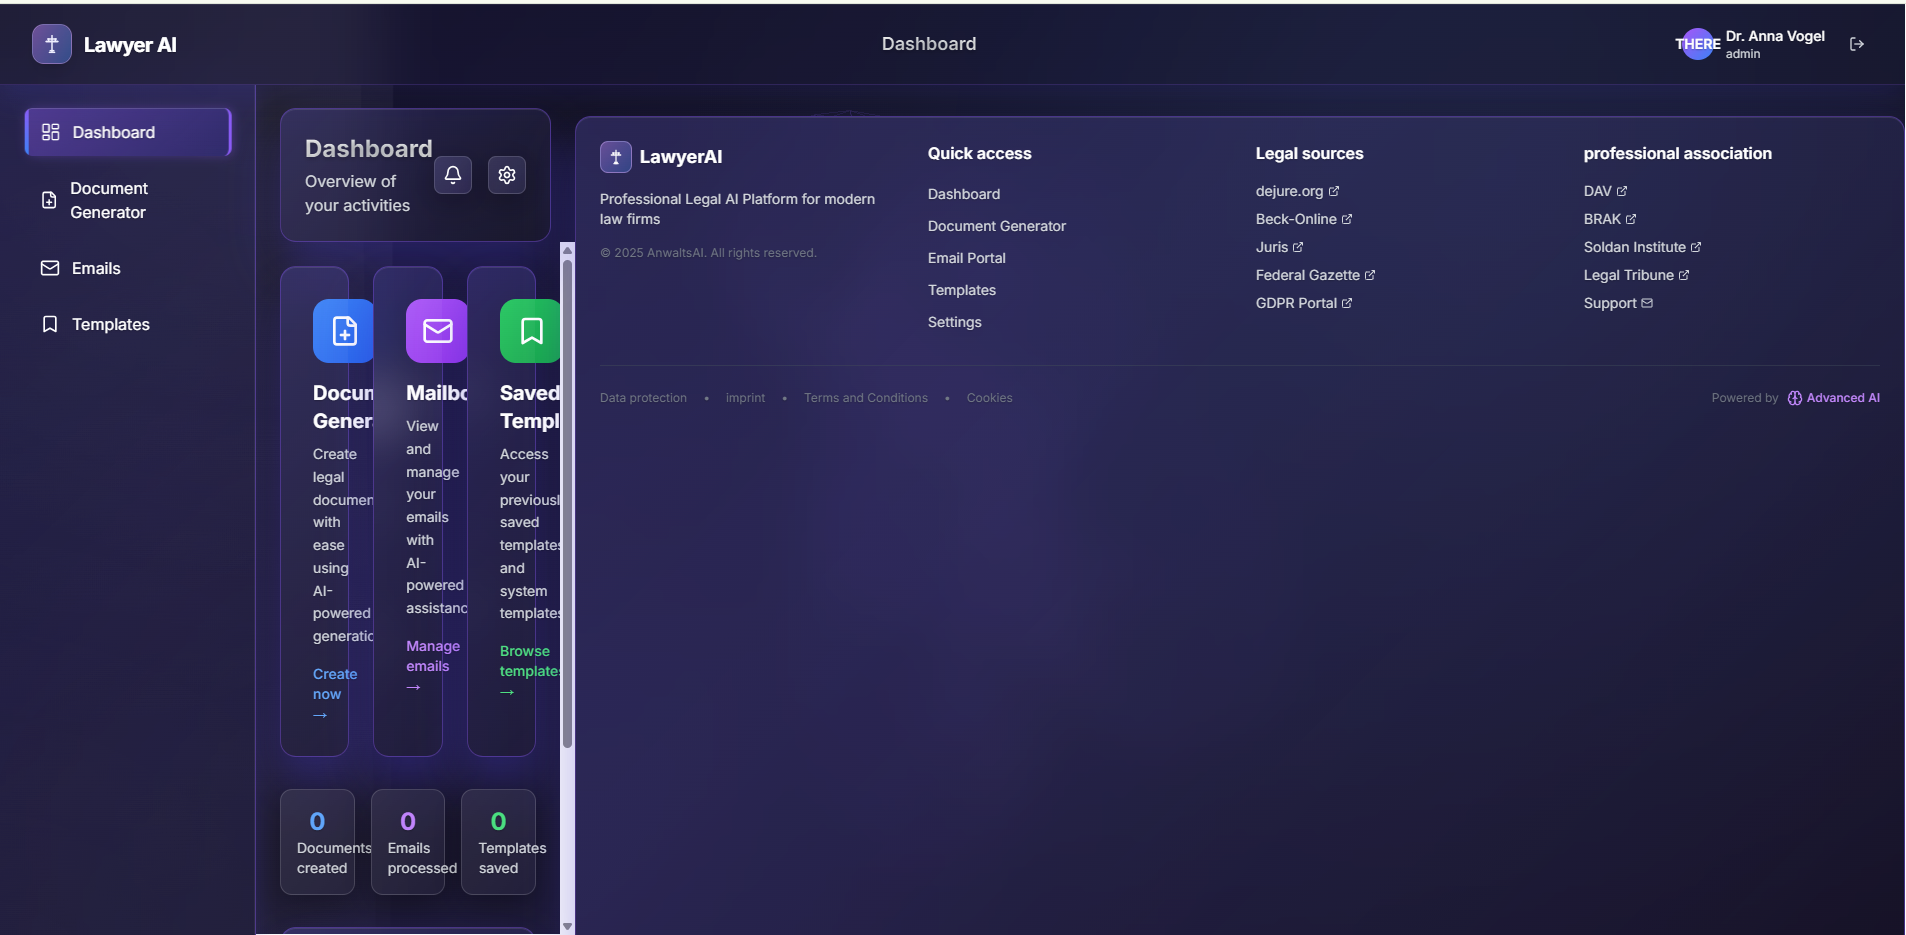 Lawyer AI
Dashboard
THERE
Dr. Anna Vogel
admin
Dashboard
Document
Generator
Emails
Templates
Dashboard
Overview of
your activities
Docum
Genera
Create
legal
documen
with
ease
using
AI-
powered
generatio
Create
now
→
Mailbo
View
and
manage
your
emails
with
AI-
powered
assistanc
Manage
emails
→
Saved
Templ
Access
your
previousl
saved
templates
and
system
templates
Browse
templates
→
0
Documents
created
0
Emails
processed
0
Templates
saved
LawyerAI
Professional Legal AI Platform for modern
law firms
© 2025 AnwaltsAI. All rights reserved.
Quick access
Dashboard
Document Generator
Email Portal
Templates
Settings
Legal sources
dejure.org
Beck-Online
Juris
Federal Gazette
GDPR Portal
professional association
DAV
BRAK
Soldan Institute
Legal Tribune
Support
Data protection • imprint • Terms and Conditions • Cookies
Powered by Advanced AI